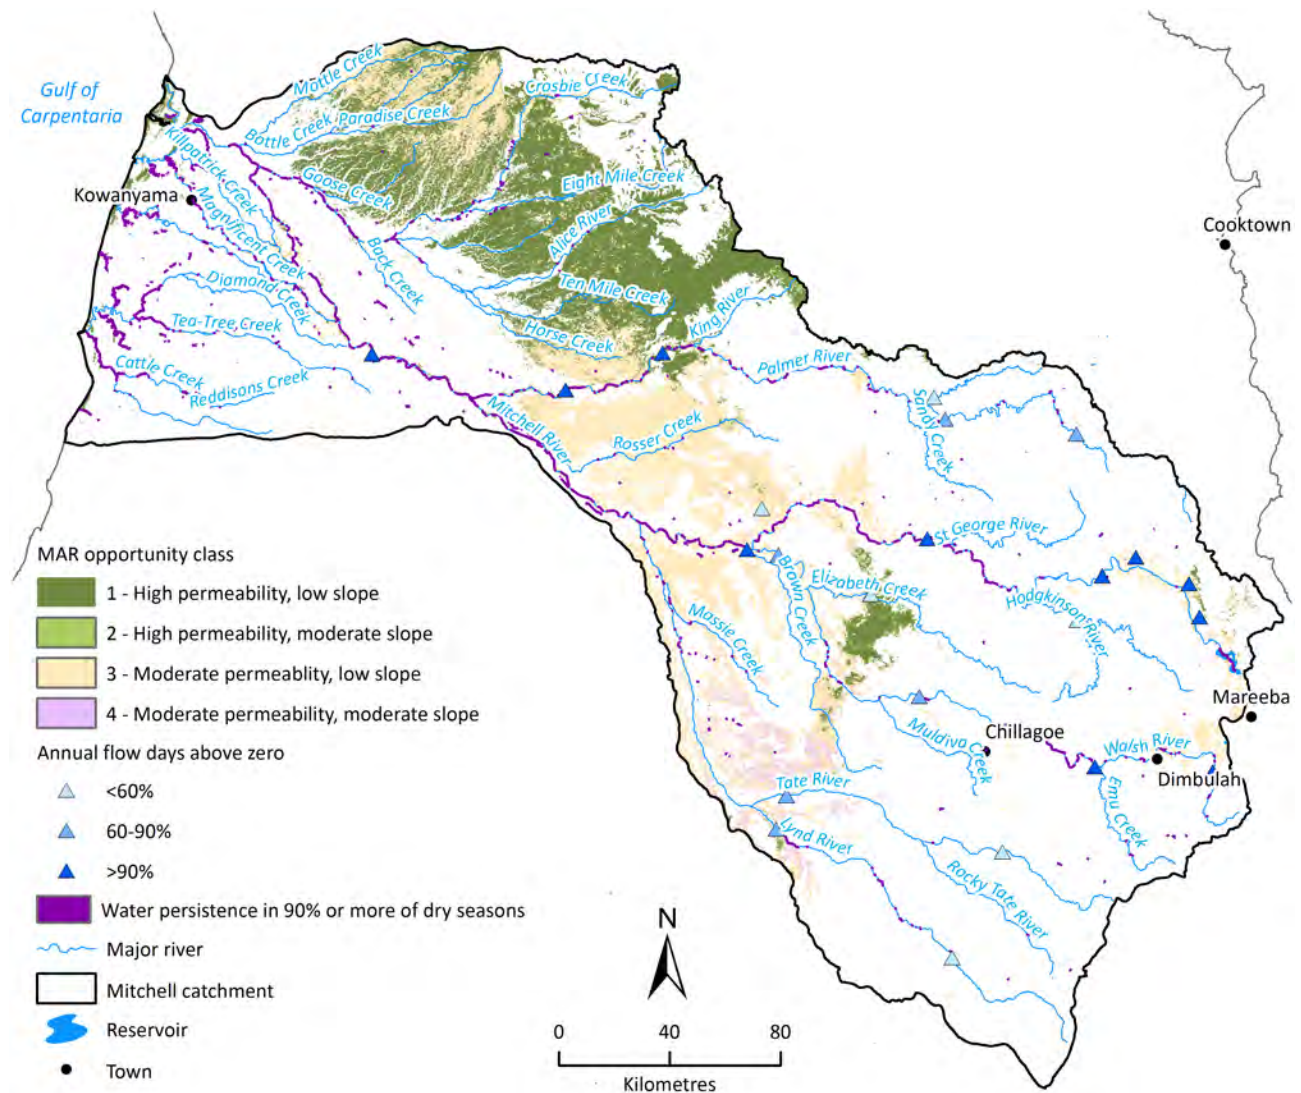 Gulf of
Carpentaria
Mottle Creek
Crosbie Creek
Battle Creek
Paradise Creek
Killpatrick Creek
Goose Creek
Eight Mile Creek
Kowanyama
Magnificent Creek
Alice River
Cooktown
Back Creek
Diamond Creek
Ten Mile Creek
Tea-Tree Creek
Horse Creek
King River
Cattle Creek
Reddisons Creek
Palmer River
Sandy Creek
Mitchell River
Rosser Creek
St George River
Brown Creek
Elizabeth Creek
Hodgkinson River
Massie Creek
Mareeba
Muldiva Creek
Chillagoe
Walsh River
Dimbulah
Tate River
Emu Creek
Lynd River
Rocky Tate River
MAR opportunity class
1 - High permeability, low slope
2 - High permeability, moderate slope
3 - Moderate permeablity, low slope
4 - Moderate permeability, moderate slope
Annual flow days above zero
<60%
60-90%
>90%
Water persistence in 90% or more of dry seasons
Major river
Mitchell catchment
Reservoir
Town
N
0 40 80
Kilometres